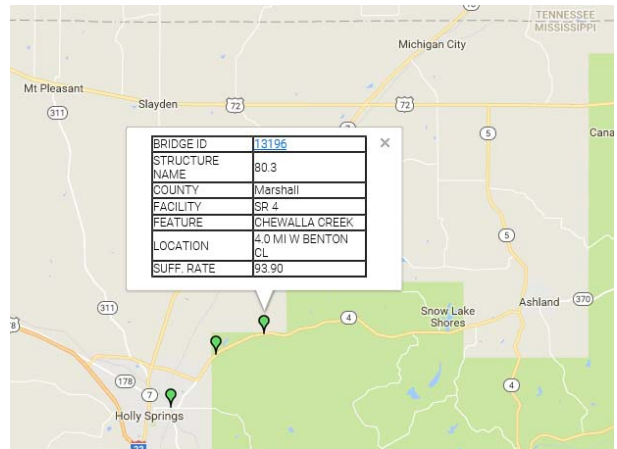 TENNESSEE
MISSISSIPPI
Michigan City
Mt Pleasant
311
Slayden
72
72
5
Cana
BRIDGE ID 13196
STRUCTURE NAME 80.3
COUNTY Marshall
FACILITY SR 4
FEATURE CHEWALLA CREEK
LOCATION 4.0 MI W BENTON CL
SUFF. RATE 93.90
5
311
4
Snow Lake
Shores
Ashland
370
178
7
4
Holly Springs